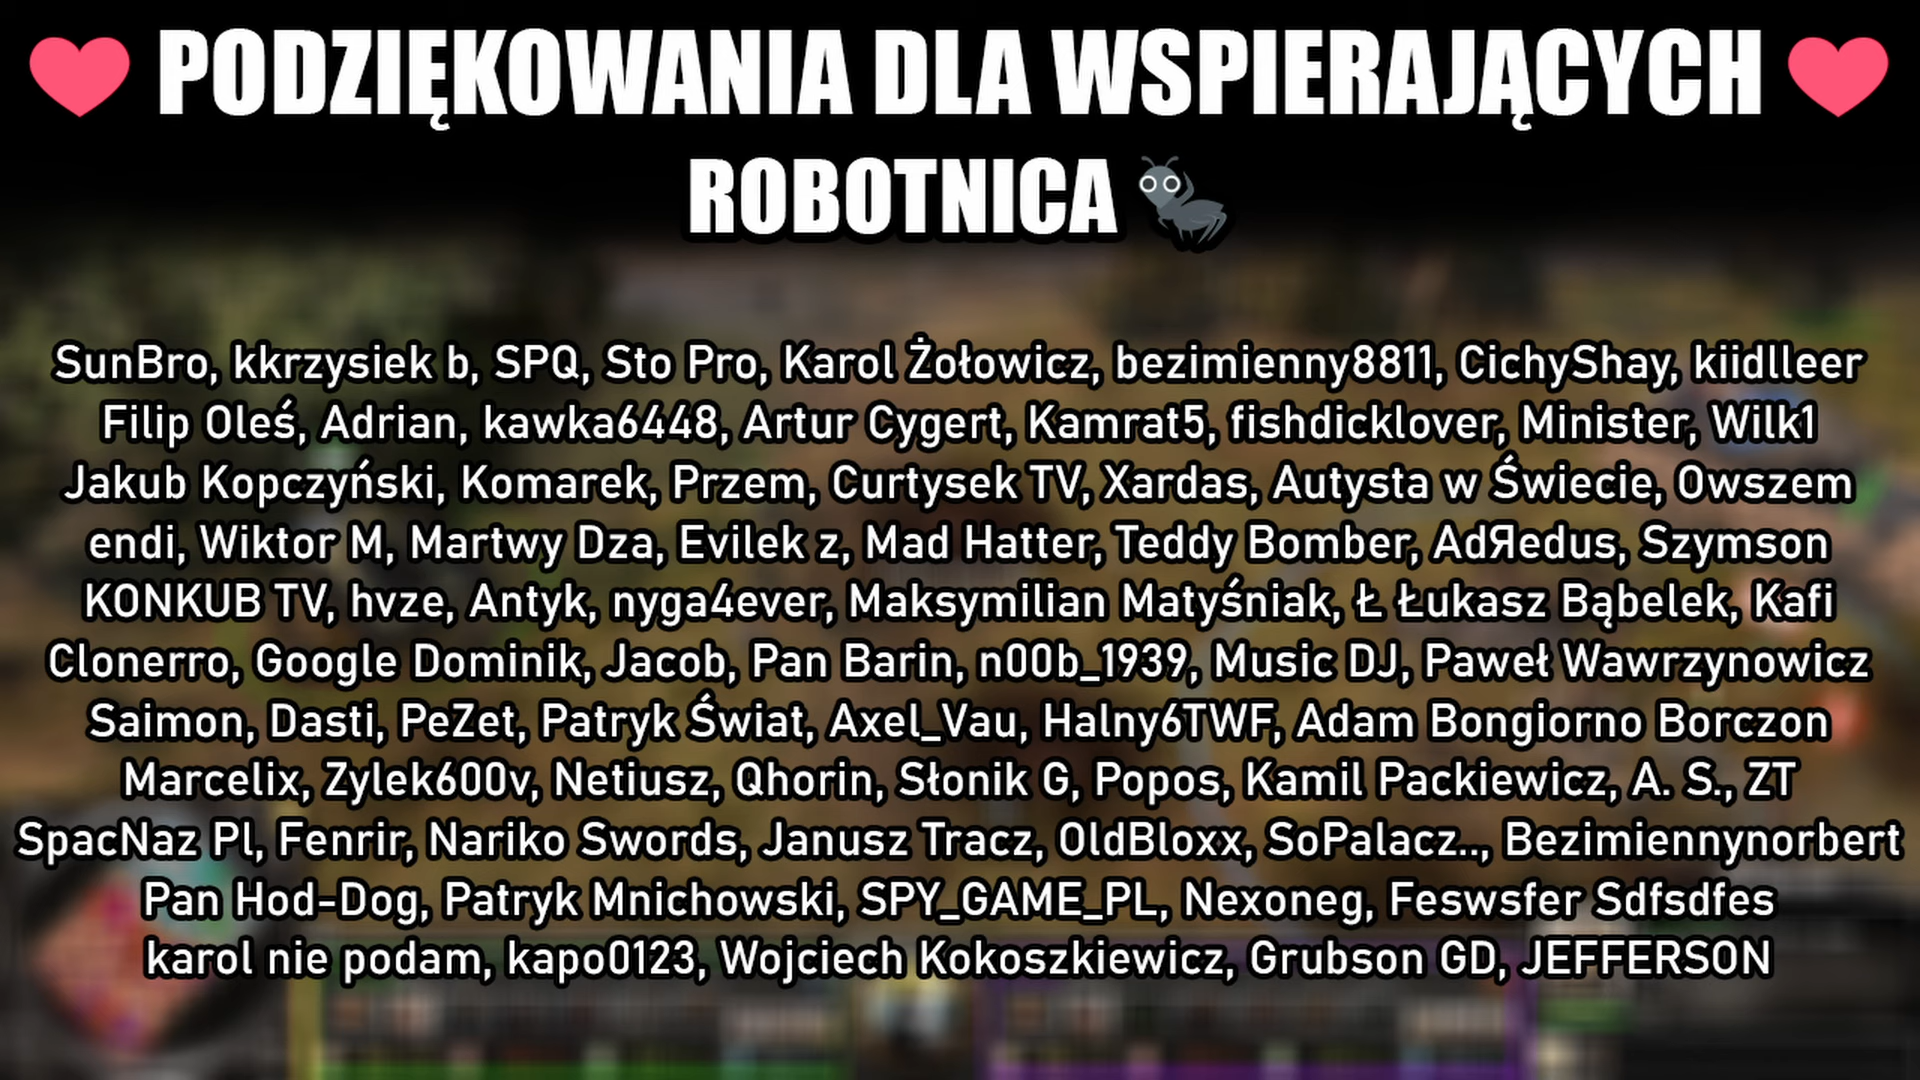 PODZIĘKOWANIA DLA WSPIERAJĄCYCH
ROBOTNICA
SunBro, kkrzysiek b, SPQ, Sto Pro, Karol Żołowicz, bezimienny8811, CichyShay, kiidlleer
Filip Oleś, Adrian, kawka6448, Artur Cygert, Kamrat5, fishdicklover, Minister, Wilk1
Jakub Kopczyński, Komarek, Przem, Curtysek TV, Xardas, Autysta w Świecie, Owszem
endi, Wiktor M, Martwy Dza, Evilek z, Mad Hatter, Teddy Bomber, AdЯedus, Szymson
KONKUB TV, hvze, Antyk, nyga4ever, Maksymilian Matyśniak, Ł Łukasz Bąbelek, Kafi
Clonerro, Google Dominik, Jacob, Pan Barin, n00b_1939, Music DJ, Paweł Wawrzynowicz
Saimon, Dasti, PeZet, Patryk Świat, Axel_Vau, Halny6TWF, Adam Bongiorno Borczon
Marcelix, Zylek600v, Netiusz, Qhorin, Słonik G, Popos, Kamil Packiewicz, A. S., ZT
SpacNaz Pl, Fenrir, Nariko Swords, Janusz Tracz, OldBloxx, SoPalacz.., Bezimiennynorbert
Pan Hod-Dog, Patryk Mnichowski, SPY_GAME_PL, Nexoneg, Feswsfer Sdfsdfes
karol nie podam, kapo0123, Wojciech Kokoszkiewicz, Grubson GD, JEFFERSON